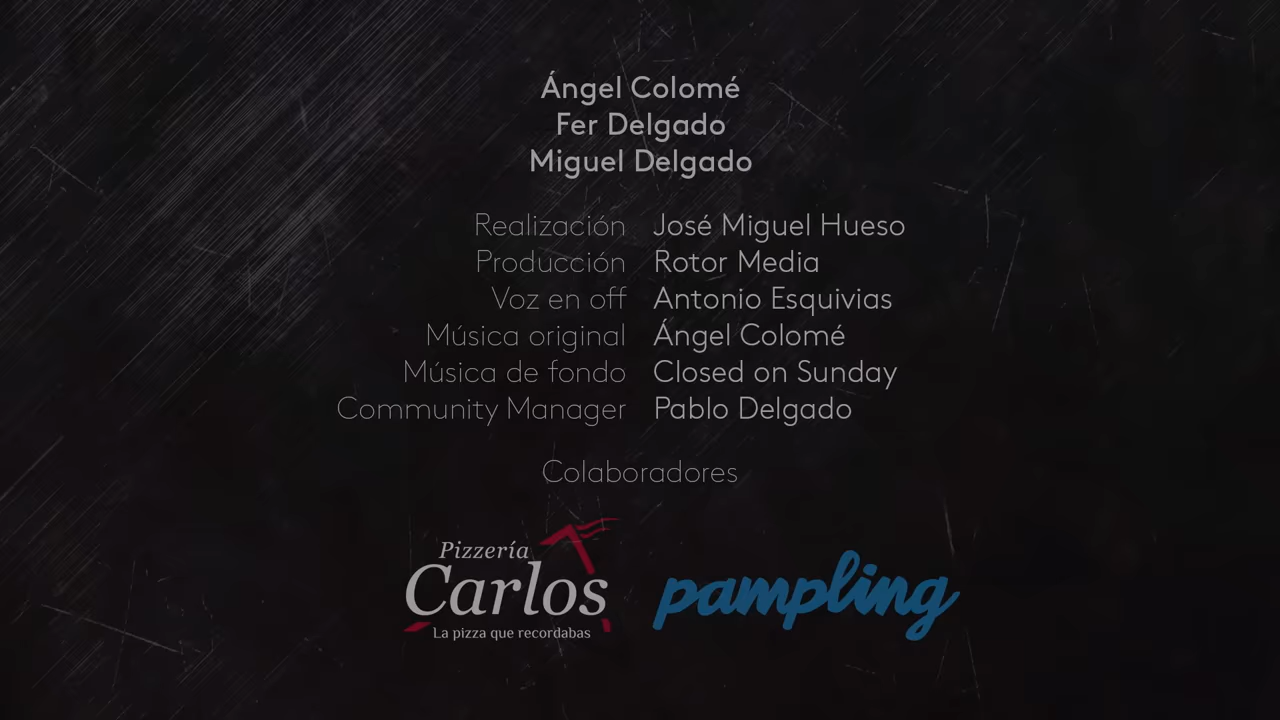 Ángel Colomé
Fer Delgado
Miguel Delgado
Realización José Miguel Hueso
Producción Rotor Media
Voz en off Antonio Esquivias
Música original Ángel Colomé
Música de fondo Closed on Sunday
Community Manager Pablo Delgado
Colaboradores
Pizzería
Carlos
La pizza que recordabas
pampling